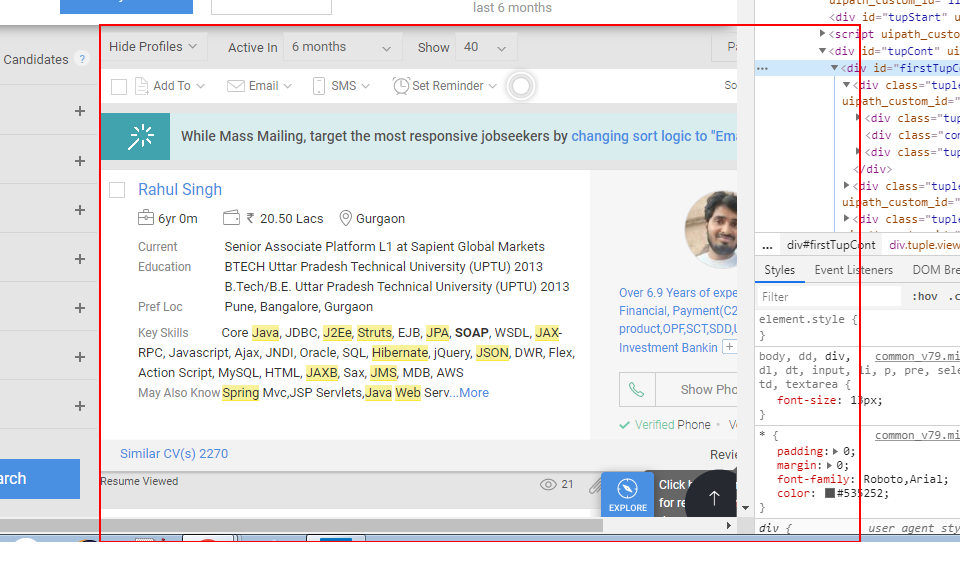 last 6 months
Candidates ?
Hide Profiles
Active In 6 months
Show 40
Add To
Email
SMS
Set Reminder
So
While Mass Mailing, target the most responsive jobseekers by changing sort logic to "Ema
Rahul Singh
6yr 0m ₹ 20.50 Lacs Gurgaon
Current Senior Associate Platform L1 at Sapient Global Markets
Education BTECH Uttar Pradesh Technical University (UPTU) 2013
B.Tech/B.E. Uttar Pradesh Technical University (UPTU) 2013
Pref Loc Pune, Bangalore, Gurgaon
Key Skills Core Java, JDBC, J2Ee, Struts, EJB, JPA, SOAP, WSDL, JAX-
RPC, Javascript, Ajax, JNDI, Oracle, SQL, Hibernate, jQuery, JSON, DWR, Flex,
Action Script, MySQL, HTML, JAXB, Sax, JMS, MDB, AWS
May Also Know Spring Mvc,JSP Servlets,Java Web Serv...More
Over 6.9 Years of expe
Financial, Payment(C2
product,OPF,SCT,SDD,U
Investment Bankin +
Show Pho
Verified Phone
Similar CV(s) 2270
Revie
Resume Viewed
21
EXPLORE
Click
for re
arch
<div id="tupStart" u
<script uipath_custom_
<div id="tupCont" ui
... <div id="firstTupCo
<div class="tuple
uipath_custom_id=
<div class="tup
<div class="con
<div class="tup
</div>
<div class="tuple
uipath_custom_id=
<div class="tuple
uipath_custom_id=
... div#firstTupCont div.tuple.view
Styles Event Listeners DOM Bre
Filter :hov .c
element.style {
}
body, dd, div, common_v79.mi
dl, dt, input, li, p, pre, sele
td, textarea {
font-size: 13px;
}
* { common_v79.mi
padding: 0;
margin: 0;
font-family: Roboto,Arial;
color: #535252;
}
div { user agent sty